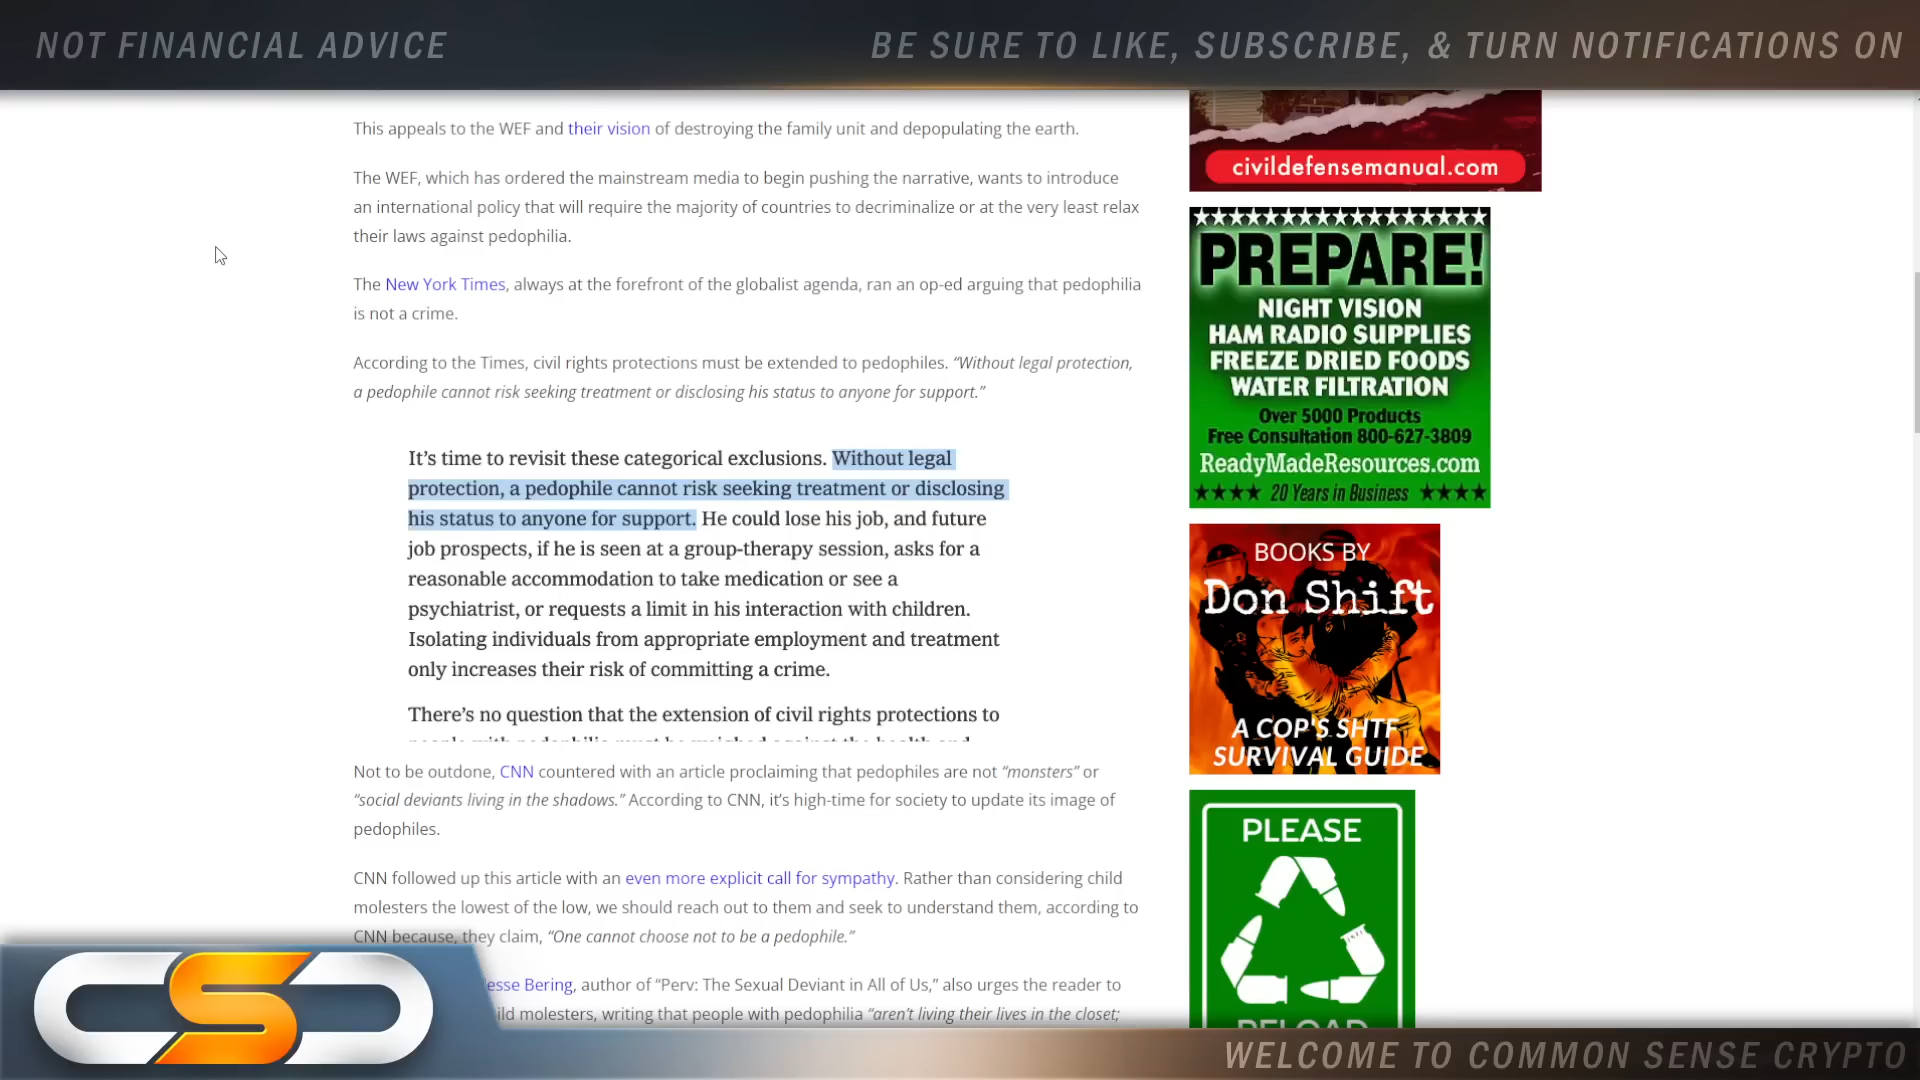 NOT FINANCIAL ADVICE
BE SURE TO LIKE, SUBSCRIBE, & TURN NOTIFICATIONS ON
This appeals to the WEF and their vision of destroying the family unit and depopulating the earth.
The WEF, which has ordered the mainstream media to begin pushing the narrative, wants to introduce
an international policy that will require the majority of countries to decriminalize or at the very least relax
their laws against pedophilia.
The New York Times, always at the forefront of the globalist agenda, ran an op-ed arguing that pedophilia
is not a crime.
According to the Times, civil rights protections must be extended to pedophiles. “Without legal protection,
a pedophile cannot risk seeking treatment or disclosing his status to anyone for support.”
It’s time to revisit these categorical exclusions. Without legal
protection, a pedophile cannot risk seeking treatment or disclosing
his status to anyone for support. He could lose his job, and future
job prospects, if he is seen at a group-therapy session, asks for a
reasonable accommodation to take medication or see a
psychiatrist, or requests a limit in his interaction with children.
Isolating individuals from appropriate employment and treatment
only increases their risk of committing a crime.
There’s no question that the extension of civil rights protections to
people with pedophilia must be weighed against the health and
Not to be outdone, CNN countered with an article proclaiming that pedophiles are not “monsters” or
“social deviants living in the shadows.” According to CNN, it’s high-time for society to update its image of
pedophiles.
CNN followed up this article with an even more explicit call for sympathy. Rather than considering child
molesters the lowest of the low, we should reach out to them and seek to understand them, according to
CNN because, they claim, “One cannot choose not to be a pedophile.”
esse Bering, author of “Perv: The Sexual Deviant in All of Us,” also urges the reader to
ild molesters, writing that people with pedophilia “aren’t living their lives in the closet;
civildefensemanual.com
PREPARE!
NIGHT VISION
HAM RADIO SUPPLIES
FREEZE DRIED FOODS
WATER FILTRATION
Over 5000 Products
Free Consultation 800-627-3809
ReadyMadeResources.com
20 Years in Business
BOOKS BY
Don Shift
A COP'S SHTF
SURVIVAL GUIDE
PLEASE
RELOAD
CSC
WELCOME TO COMMON SENSE CRYPTO